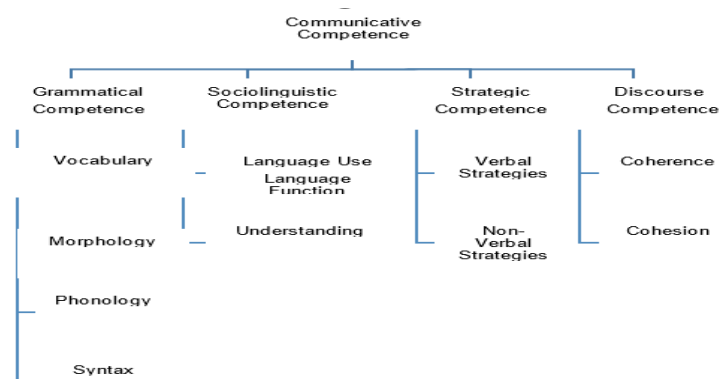 Communicative
Competence
Grammatical
Competence
Sociolinguistic
Competence
Strategic
Competence
Discourse
Competence
Vocabulary
Morphology
Phonology
Syntax
Language Use
Language
Function
Understanding
Verbal
Strategies
Non-
Verbal
Strategies
Coherence
Cohesion